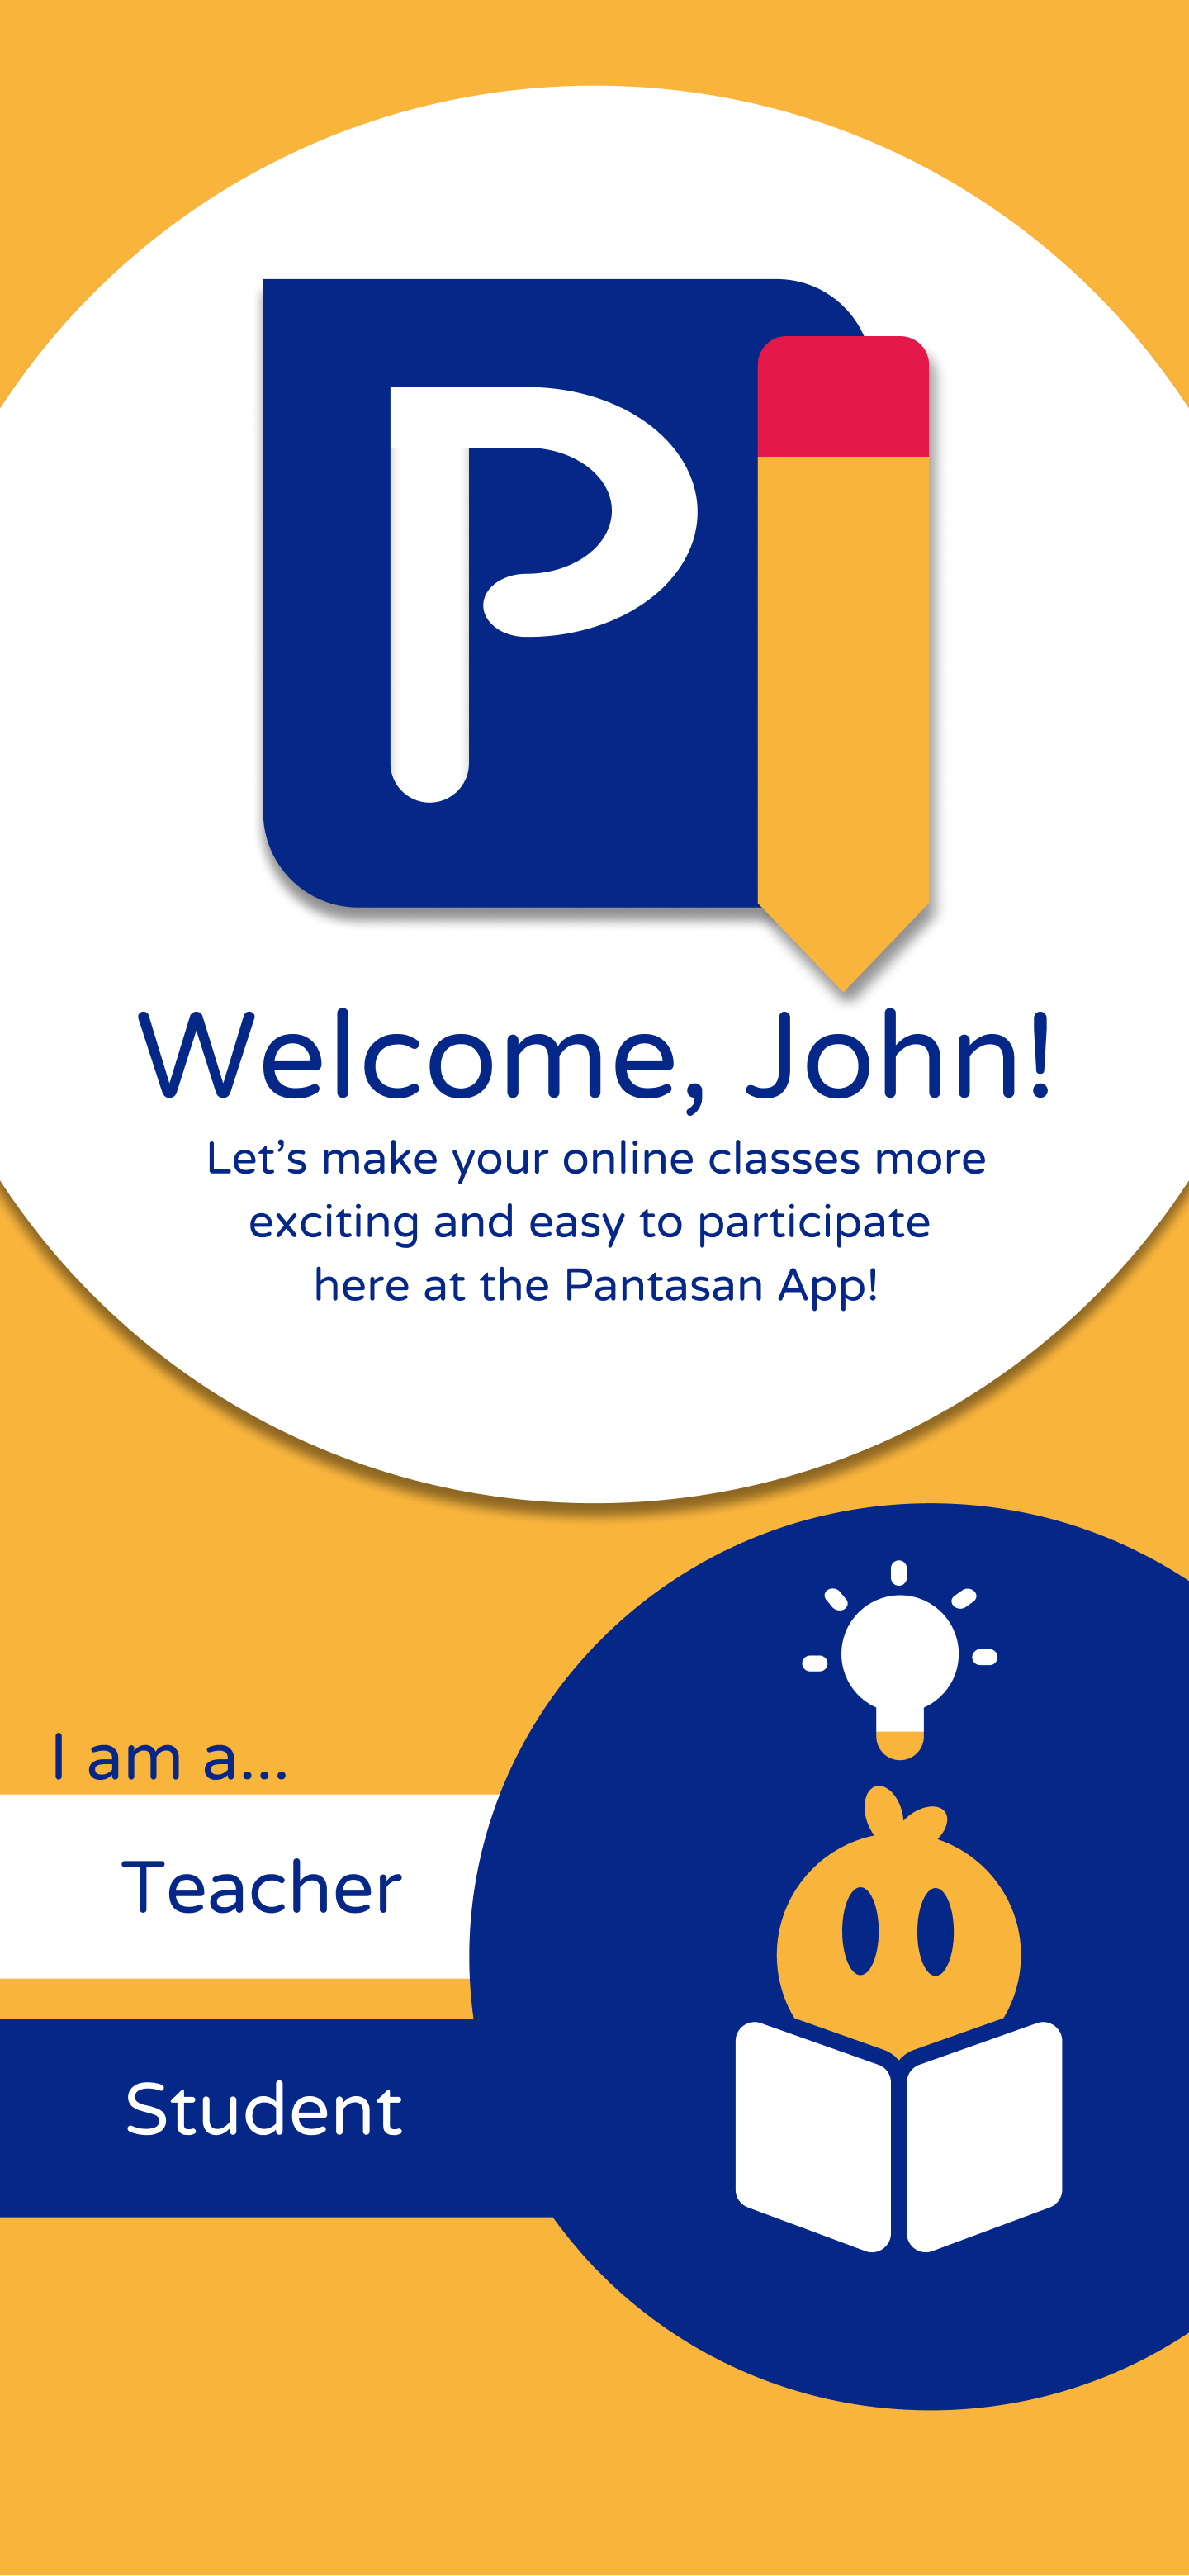 P
Welcome, John!
Let's make your online classes more
exciting and easy to participate
here at the Pantasan App!
I am a...
Teacher
Student